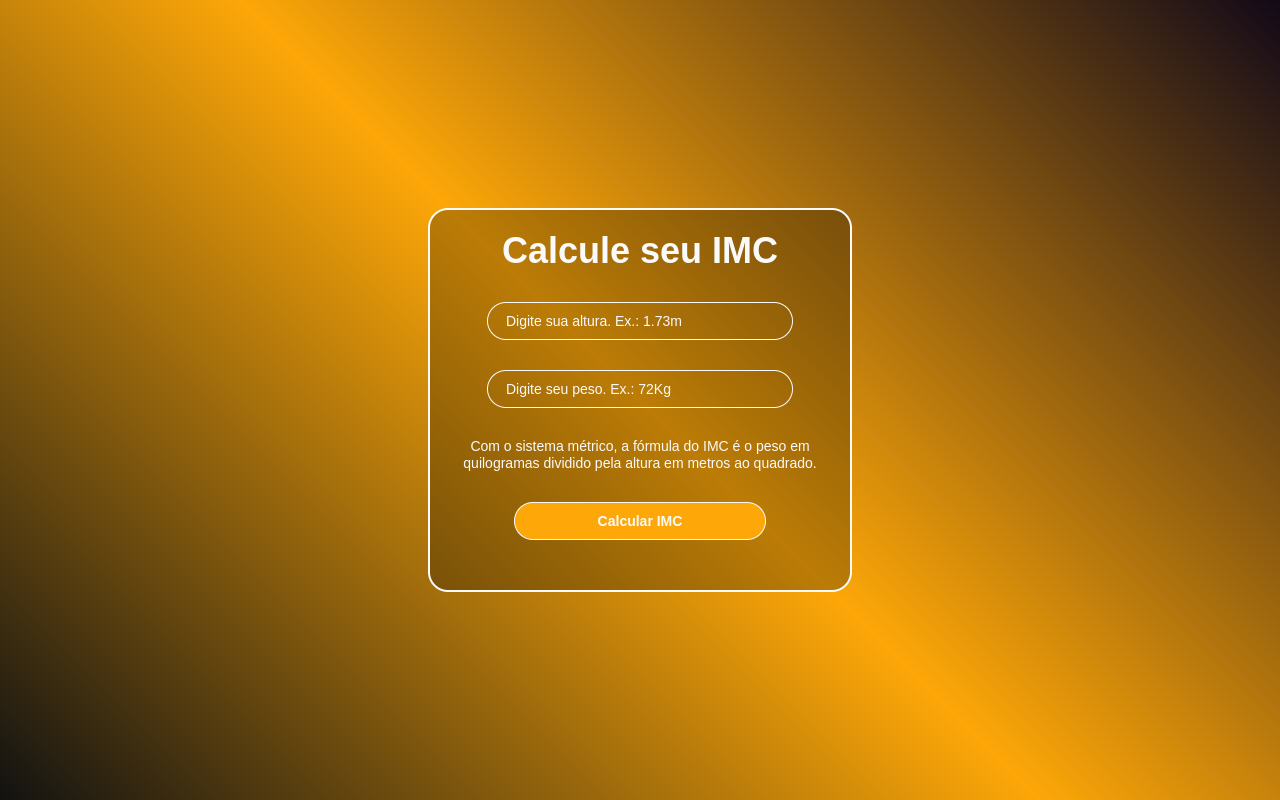 Calcule seu IMC
Digite sua altura. Ex.: 1.73m
Digite seu peso. Ex.: 72Kg
Com o sistema métrico, a fórmula do IMC é o peso em
quilogramas dividido pela altura em metros ao quadrado.
Calcular IMC